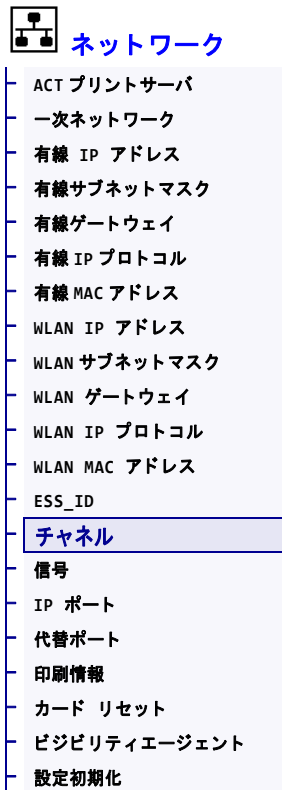 ネットワーク
ACT プリントサーバ
一次ネットワーク
有線 IP アドレス
有線サブネットマスク
有線ゲートウェイ
有線 IP プロトコル
有線 MAC アドレス
WLAN IP アドレス
WLAN サブネットマスク
WLAN ゲートウェイ
WLAN IP プロトコル
WLAN MAC アドレス
ESS_ID
チャネル
信号
IP ポート
代替ポート
印刷情報
カード リセット
ビジビリティエージェント
設定初期化